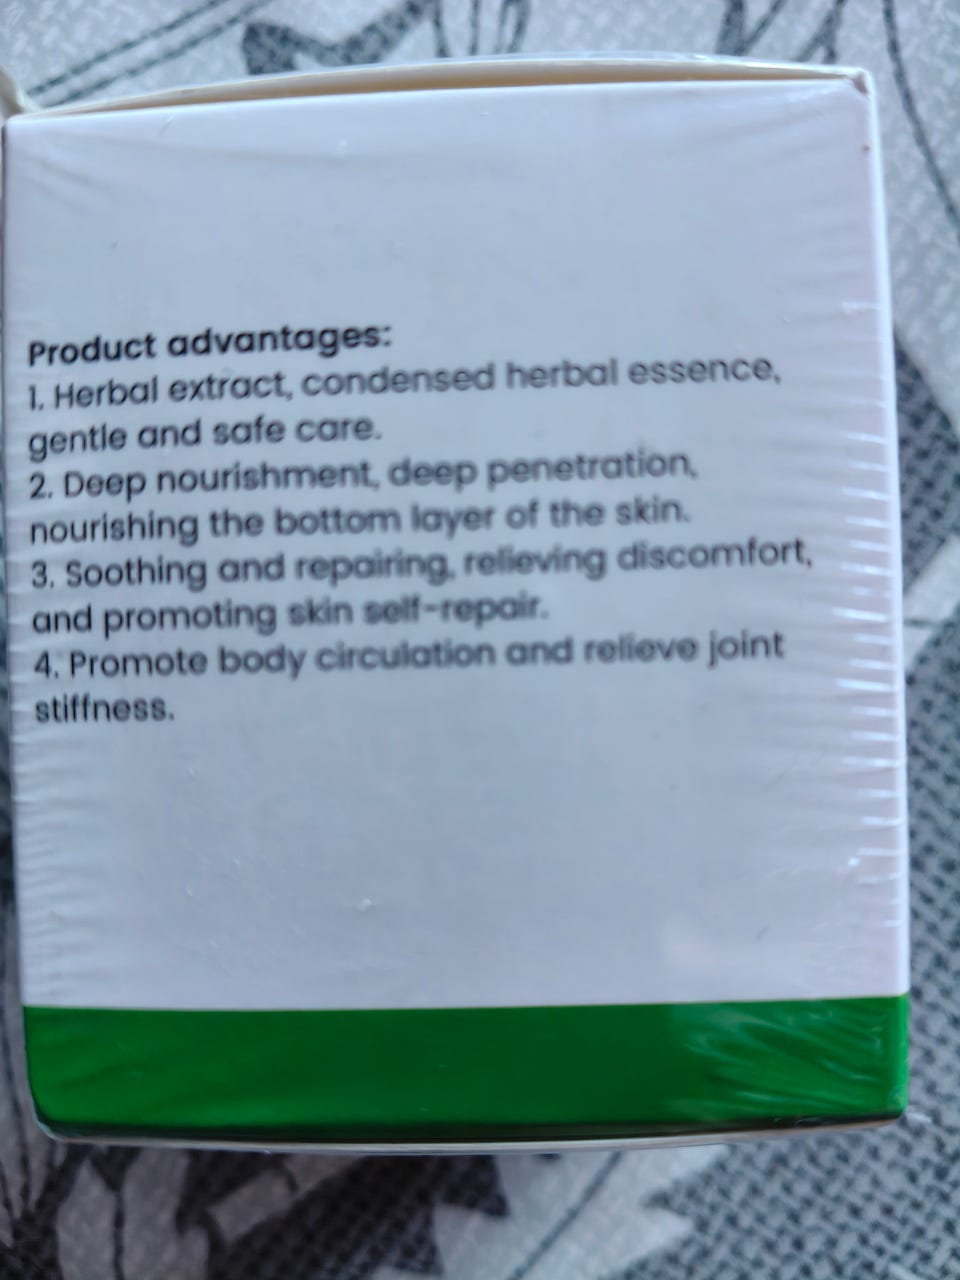 Product advantages:
1. Herbal extract, condensed herbal essence,
gentle and safe care.
2. Deep nourishment, deep penetration,
nourishing the bottom layer of the skin.
3. Soothing and repairing, relieving discomfort,
and promoting skin self-repair.
4. Promote body circulation and relieve joint
stiffness.